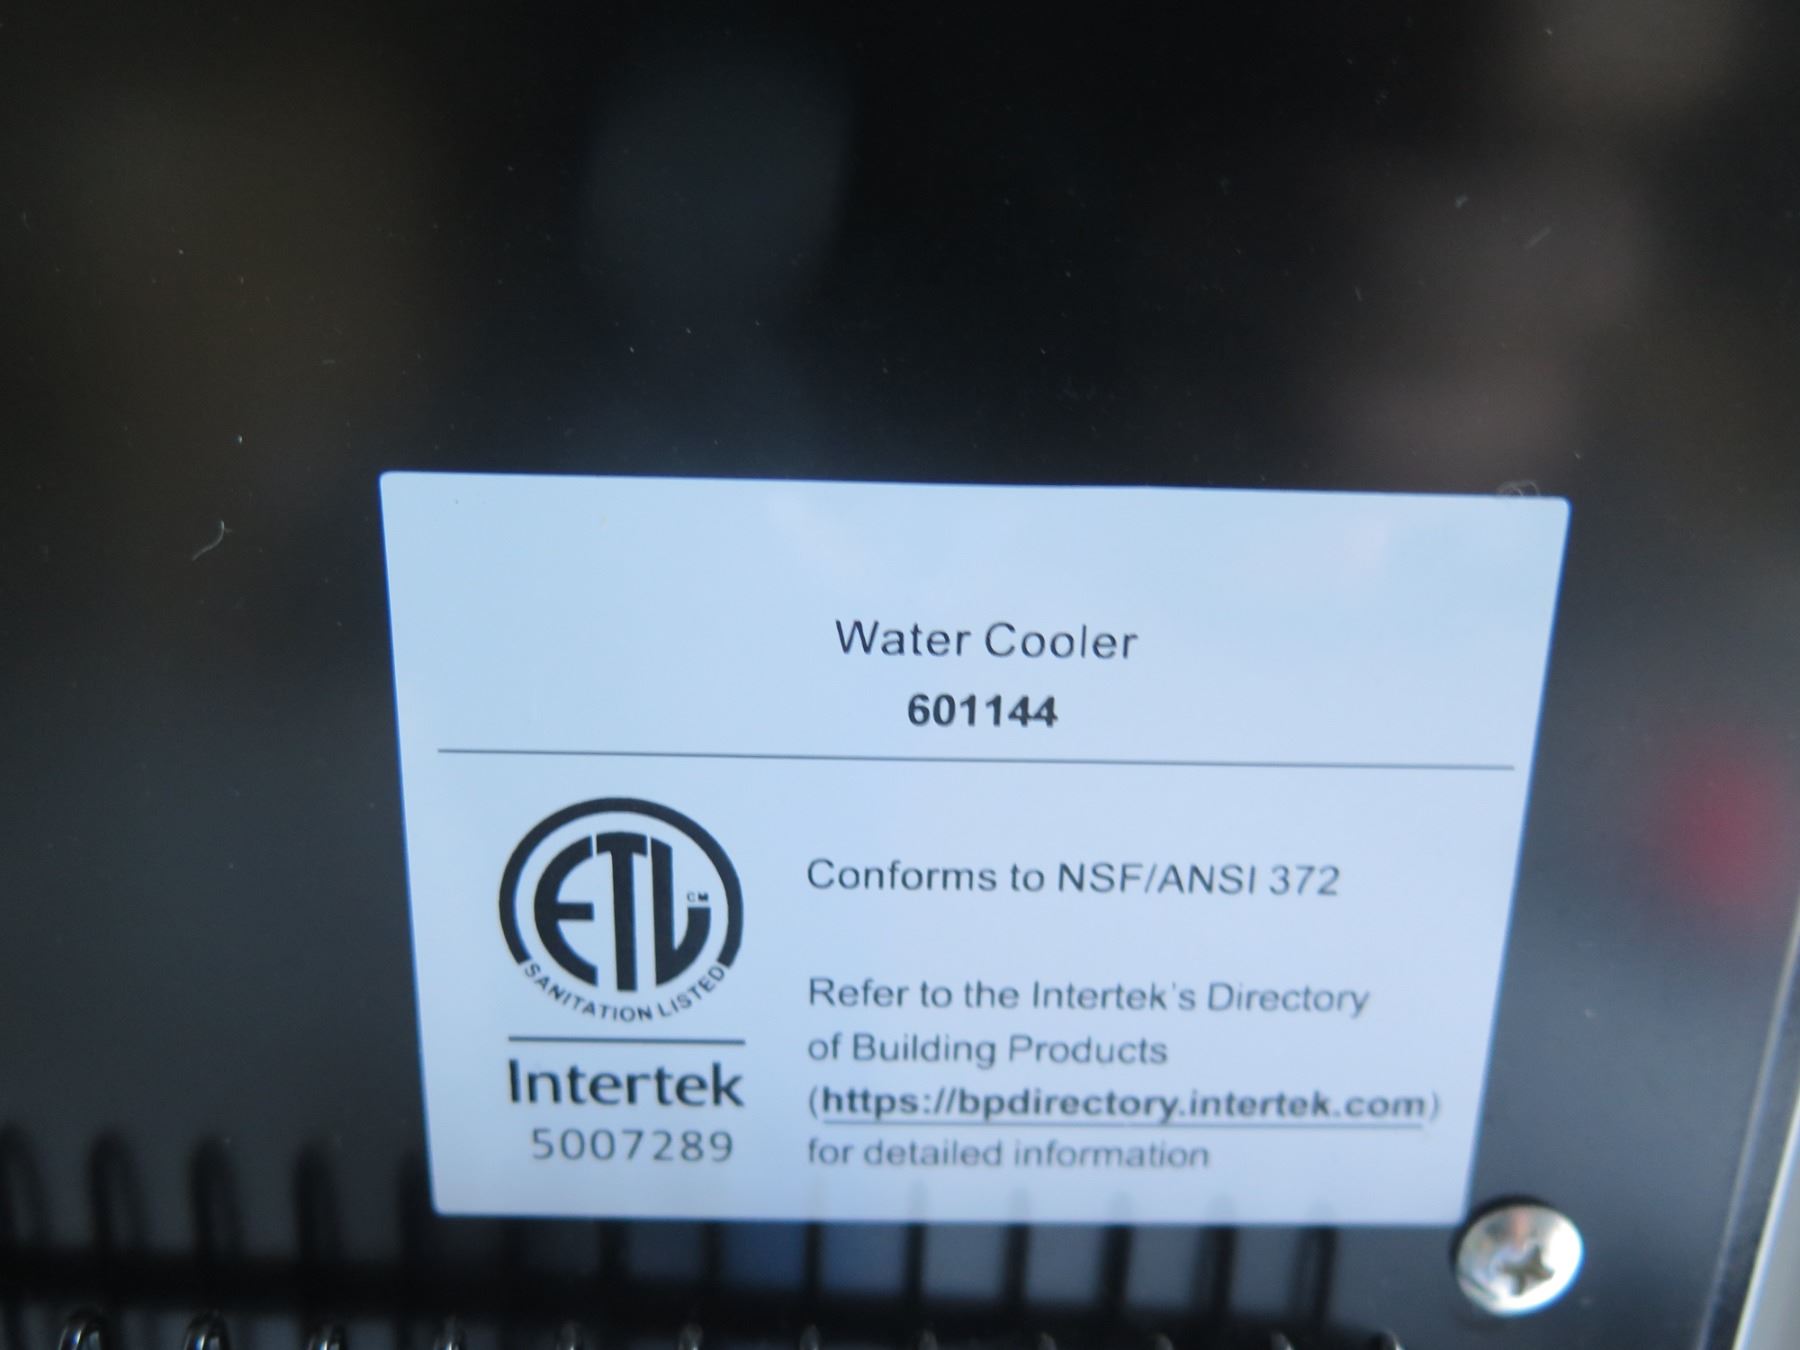 Water Cooler
601144
ETL CM
SANITATION LISTED
Intertek
5007289
Conforms to NSF/ANSI 372
Refer to the Intertek's Directory
of Building Products
(https://bpdirectory.intertek.com)
for detailed information